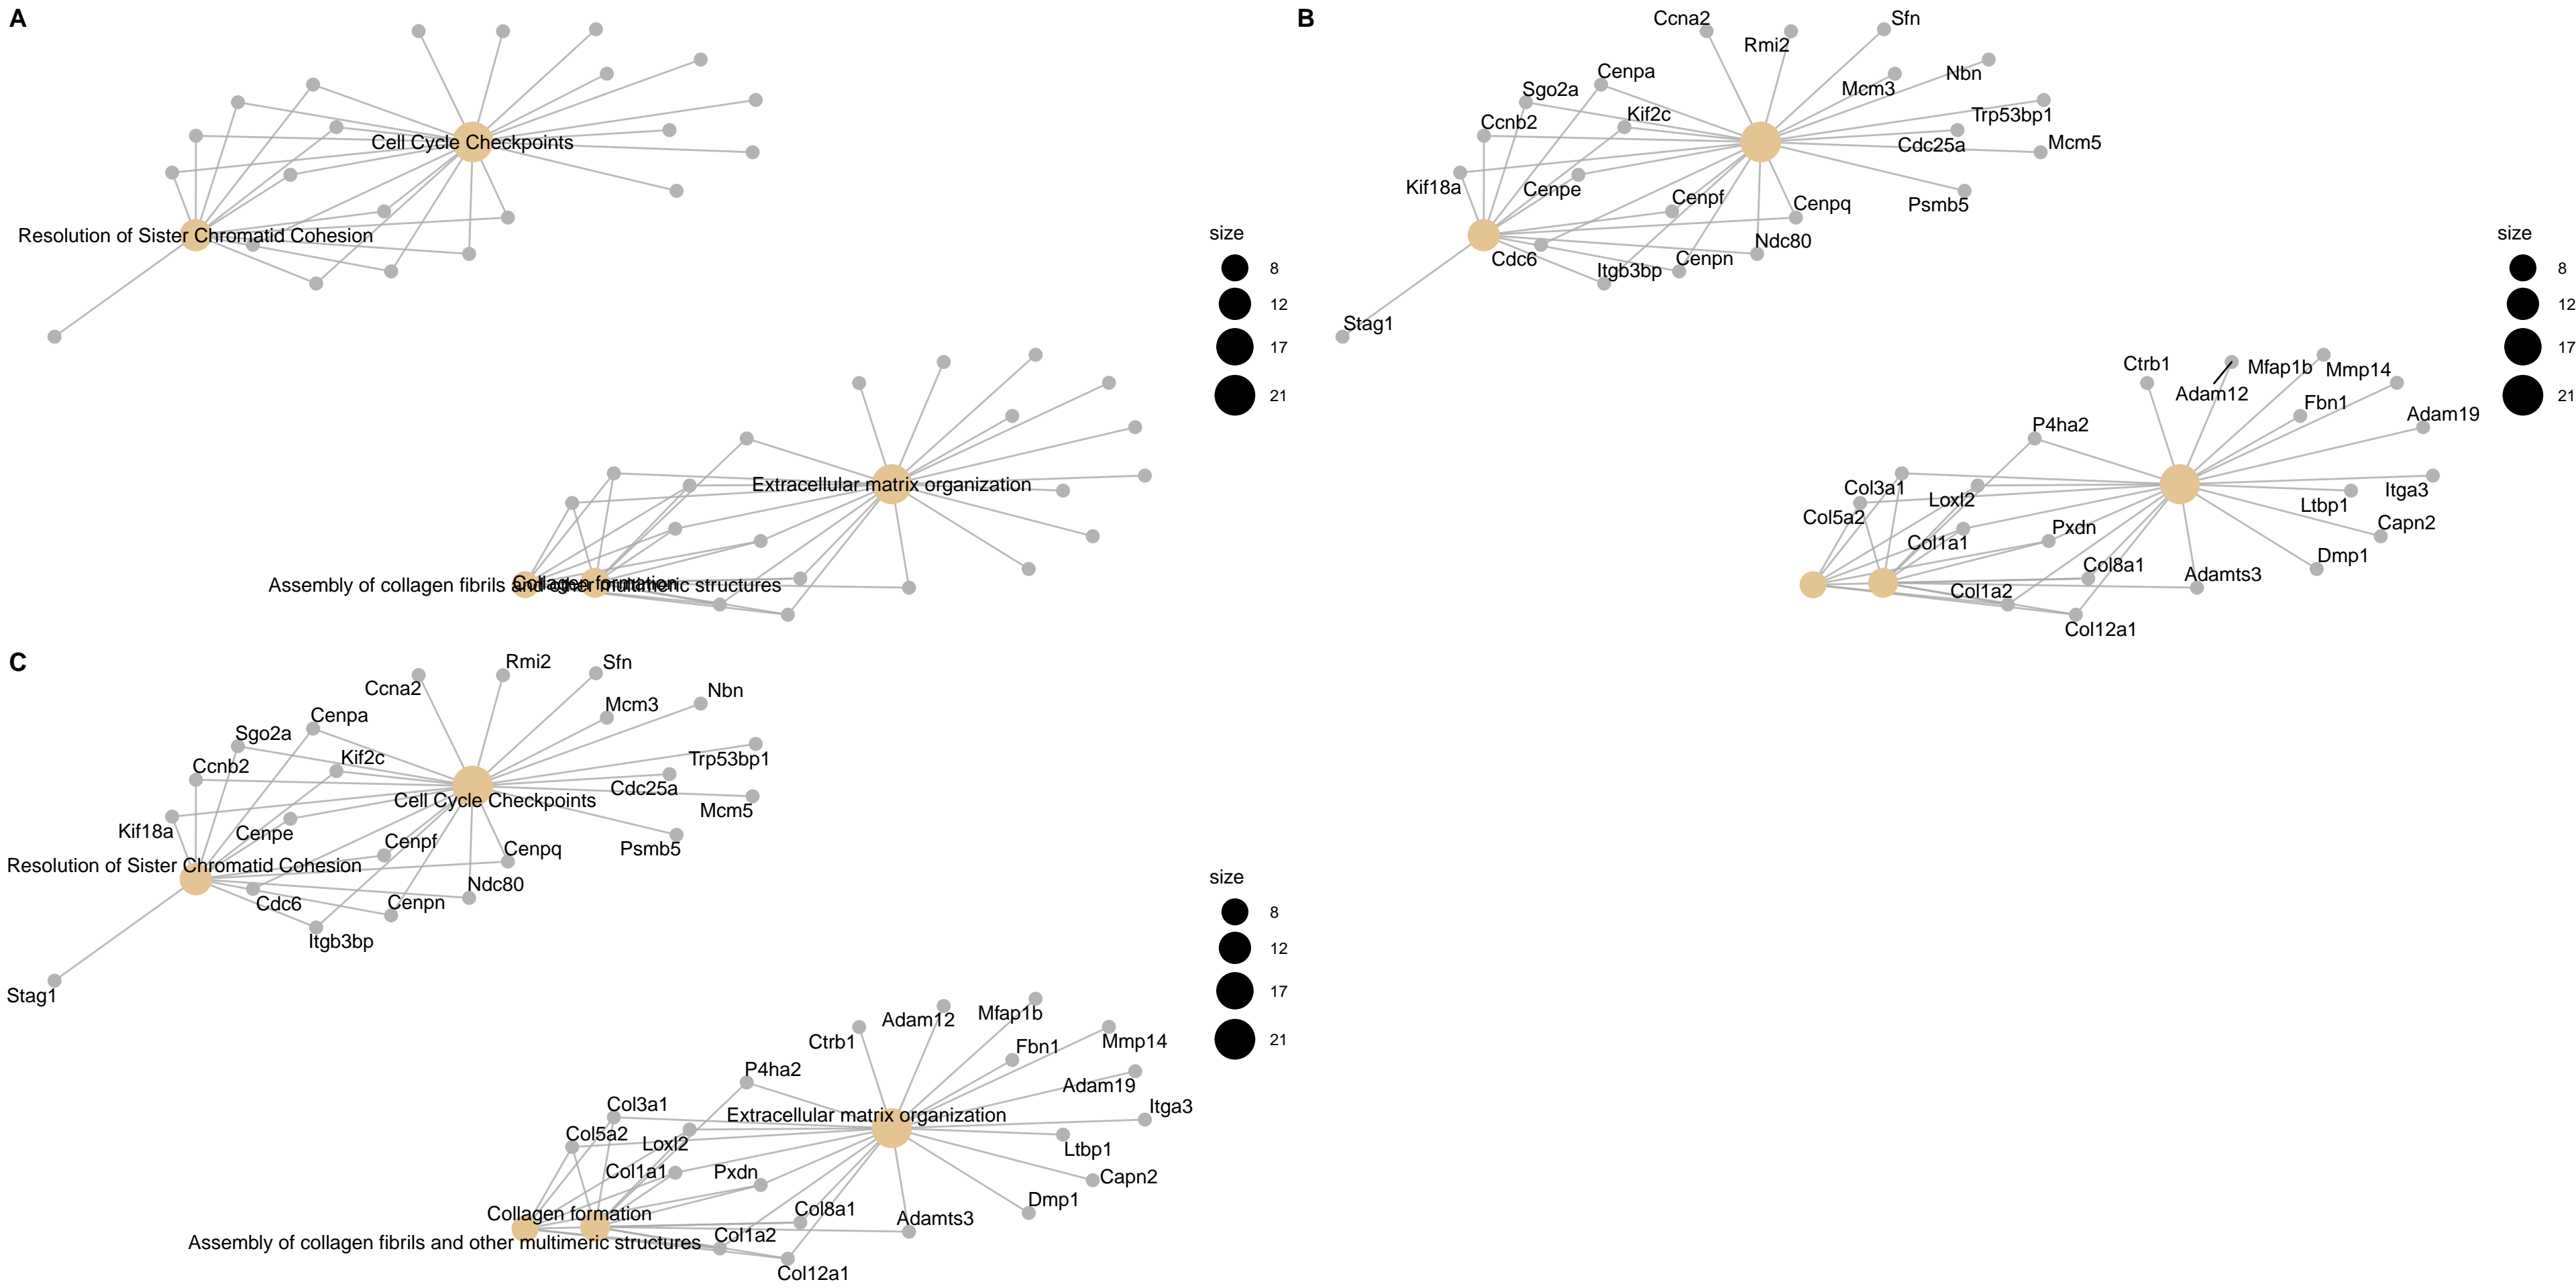 A
Cell Cycle Checkpoints
Resolution of Sister Chromatid Cohesion
Extracellular matrix organization
Collagen formation
Assembly of collagen fibrils and other multimeric structures
size
8
12
17
21
B
Ccna2
Sfn
Rmi2
Cenpa
Nbn
Sgo2a
Mcm3
Kif2c
Trp53bp1
Ccnb2
Cdc25a
Mcm5
Kif18a
Cenpe
Cenpf
Psmb5
Cenpq
Ndc80
Cdc6
Itgb3bp
Cenpn
Stag1
Ctrb1
Mfap1b
Mmp14
Adam12
Fbn1
Adam19
P4ha2
Col3a1
Loxl2
Itga3
Ltbp1
Col5a2
Pxdn
Capn2
Col1a1
Dmp1
Col8a1
Adamts3
Col1a2
Col12a1
size
8
12
17
21
C
Rmi2
Sfn
Ccna2
Nbn
Mcm3
Cenpa
Sgo2a
Kif2c
Trp53bp1
Ccnb2
Cdc25a
Cell Cycle Checkpoints
Mcm5
Kif18a
Cenpe
Cenpf
Psmb5
Cenpq
Resolution of Sister Chromatid Cohesion
Ndc80
Cdc6
Cenpn
Itgb3bp
Stag1
Mfap1b
Adam12
Ctrb1
Fbn1
Mmp14
P4ha2
Adam19
Col3a1
Extracellular matrix organization
Itga3
Col5a2
Loxl2
Ltbp1
Col1a1
Pxdn
Capn2
Dmp1
Collagen formation
Col8a1
Adamts3
Assembly of collagen fibrils and other multimeric structures
Col1a2
Col12a1
size
8
12
17
21